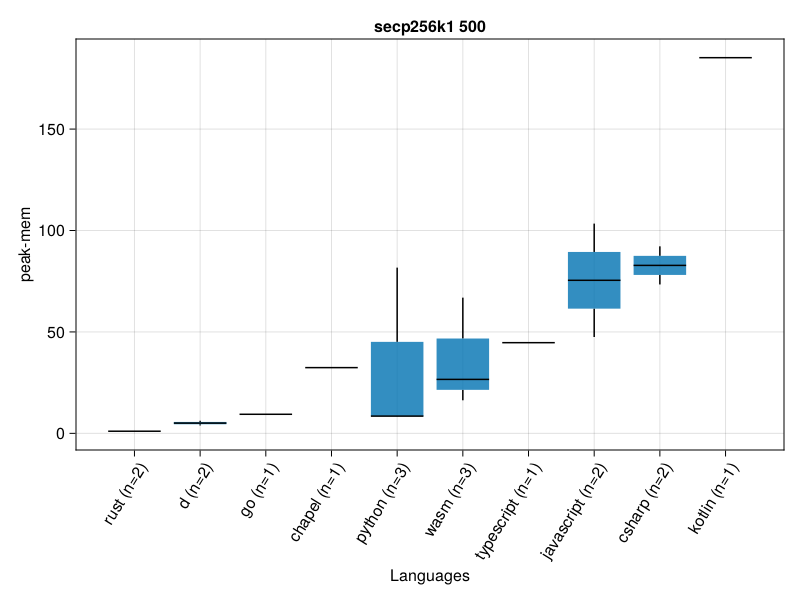 secp256k1 500
peak-mem
150
100
50
0
rust (n=2)
d (n=2)
go (n=1)
chapel (n=1)
python (n=3)
wasm (n=3)
typescript (n=1)
javascript (n=2)
csharp (n=2)
kotlin (n=1)
Languages